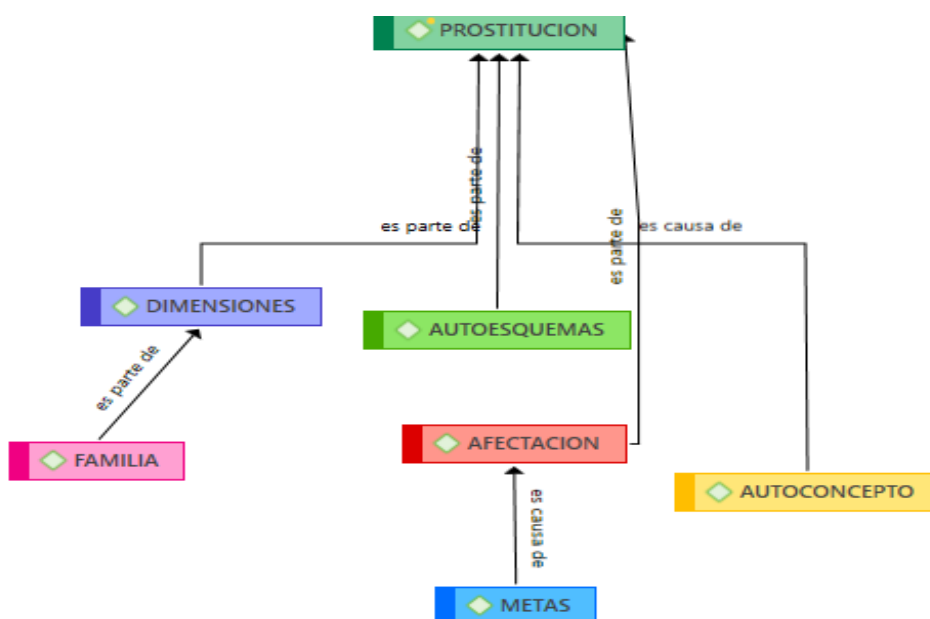 PROSTITUCION
es parte de
es parte de
es parte de
es causa de
DIMENSIONES
AUTOESQUEMAS
es parte de
FAMILIA
AFECTACION
AUTOCONCEPTO
es causa de
METAS